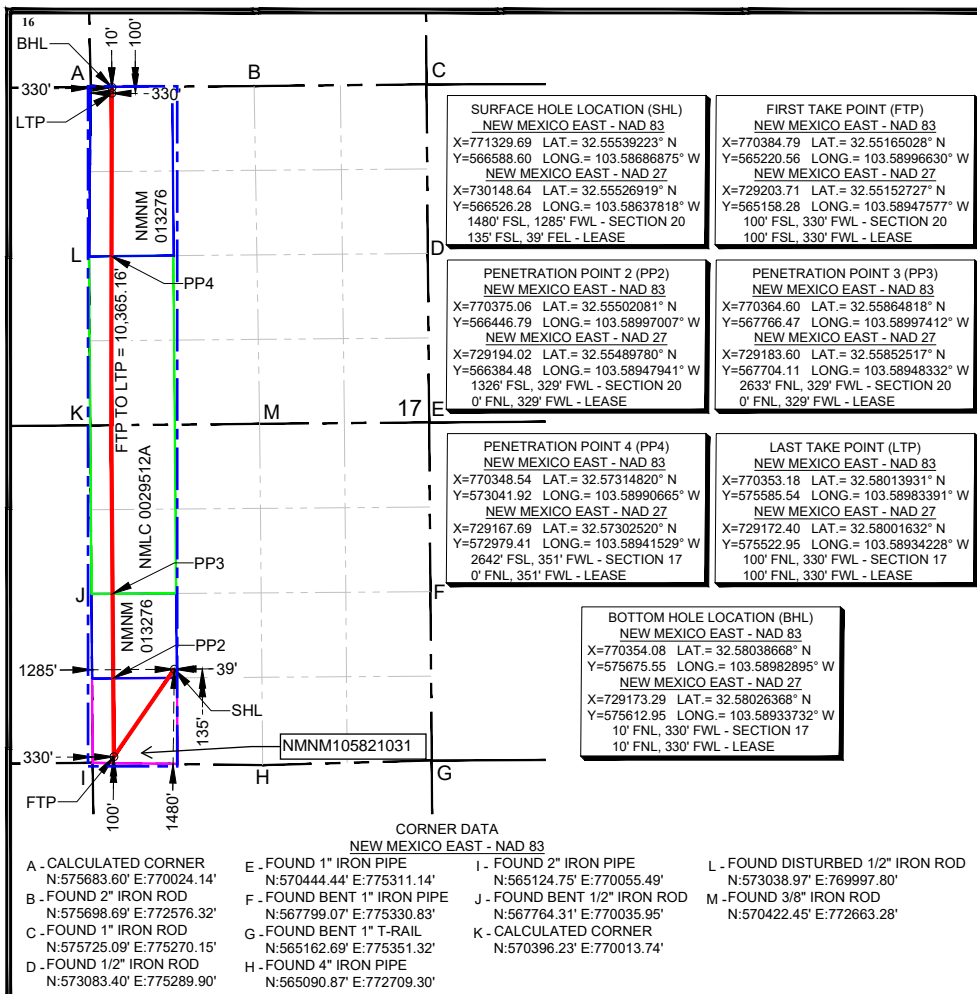 16
BHL
10'
100'
A
B
C
330'
330'
LTP
NMNM
013276
L
D
PP4
FTP TO LTP = 10,365.16'
K
M
17
E
NMLC 0029512A
PP3
J
F
NMNM
013276
PP2
1285'
39'
SHL
135'
NMNM105821031
330'
I
H
G
FTP
100'
1480'
SURFACE HOLE LOCATION (SHL)
NEW MEXICO EAST - NAD 83
X=771329.69 LAT.= 32.55539223° N
Y=566588.60 LONG.= 103.58686875° W
NEW MEXICO EAST - NAD 27
X=730148.64 LAT.= 32.55526919° N
Y=566526.28 LONG.= 103.58637818° W
1480' FSL, 1285' FWL - SECTION 20
135' FSL, 39' FEL - LEASE
FIRST TAKE POINT (FTP)
NEW MEXICO EAST - NAD 83
X=770384.79 LAT.= 32.55165028° N
Y=565220.56 LONG.= 103.58996630° W
NEW MEXICO EAST - NAD 27
X=729203.71 LAT.= 32.55152727° N
Y=565158.28 LONG.= 103.58947577° W
100' FSL, 330' FWL - SECTION 20
100' FSL, 330' FWL - LEASE
PENETRATION POINT 2 (PP2)
NEW MEXICO EAST - NAD 83
X=770375.06 LAT.= 32.55502081° N
Y=566446.79 LONG.= 103.58997007° W
NEW MEXICO EAST - NAD 27
X=729194.02 LAT.= 32.55489780° N
Y=566384.48 LONG.= 103.58947941° W
1326' FSL, 329' FWL - SECTION 20
0' FNL, 329' FWL - LEASE
PENETRATION POINT 3 (PP3)
NEW MEXICO EAST - NAD 83
X=770364.60 LAT.= 32.55864818° N
Y=567766.47 LONG.= 103.58997412° W
NEW MEXICO EAST - NAD 27
X=729183.60 LAT.= 32.55852517° N
Y=567704.11 LONG.= 103.58948332° W
2633' FNL, 329' FWL - SECTION 20
0' FNL, 329' FWL - LEASE
PENETRATION POINT 4 (PP4)
NEW MEXICO EAST - NAD 83
X=770348.54 LAT.= 32.57314820° N
Y=573041.92 LONG.= 103.58990665° W
NEW MEXICO EAST - NAD 27
X=729167.69 LAT.= 32.57302520° N
Y=572979.41 LONG.= 103.58941529° W
2642' FSL, 351' FWL - SECTION 17
0' FNL, 351' FWL - LEASE
LAST TAKE POINT (LTP)
NEW MEXICO EAST - NAD 83
X=770353.18 LAT.= 32.58013931° N
Y=575585.54 LONG.= 103.58983391° W
NEW MEXICO EAST - NAD 27
X=729172.40 LAT.= 32.58001632° N
Y=575522.95 LONG.= 103.58934228° W
100' FNL, 330' FWL - SECTION 17
100' FNL, 330' FWL - LEASE
BOTTOM HOLE LOCATION (BHL)
NEW MEXICO EAST - NAD 83
X=770354.08 LAT.= 32.58038668° N
Y=575675.55 LONG.= 103.58982895° W
NEW MEXICO EAST - NAD 27
X=729173.29 LAT.= 32.58026368° N
Y=575612.95 LONG.= 103.58933732° W
10' FNL, 330' FWL - SECTION 17
10' FNL, 330' FWL - LEASE
CORNER DATA
NEW MEXICO EAST - NAD 83
A - CALCULATED CORNER
N:575683.60' E:770024.14'
B - FOUND 2" IRON ROD
N:575698.69' E:772576.32'
C - FOUND 1" IRON ROD
N:575725.09' E:775270.15'
D - FOUND 1/2" IRON ROD
N:573083.40' E:775289.90'
E - FOUND 1" IRON PIPE
N:570444.44' E:775311.14'
F - FOUND BENT 1" IRON PIPE
N:567799.07' E:775330.83'
G - FOUND BENT 1" T-RAIL
N:565162.69' E:775351.32'
H - FOUND 4" IRON PIPE
N:565090.87' E:772709.30'
I - FOUND 2" IRON PIPE
N:565124.75' E:770055.49'
J - FOUND BENT 1/2" IRON ROD
N:567764.31' E:770035.95'
K - CALCULATED CORNER
N:570396.23' E:770013.74'
L - FOUND DISTURBED 1/2" IRON ROD
N:573038.97' E:769997.80'
M - FOUND 3/8" IRON ROD
N:570422.45' E:772663.28'